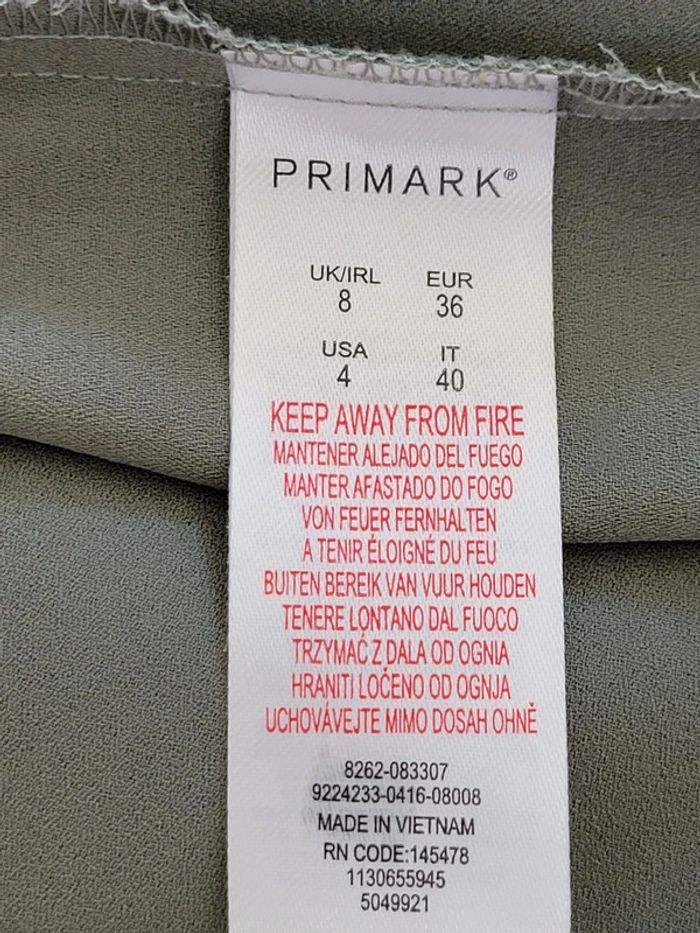 PRIMARK®
UK/IRL EUR
8 36
USA IT
4 40
KEEP AWAY FROM FIRE
MANTENER ALEJADO DEL FUEGO
MANTER AFASTADO DO FOGO
VON FEUER FERNHALTEN
A TENIR ÉLOIGNÉ DU FEU
BUITEN BEREIK VAN VUUR HOUDEN
TENERE LONTANO DAL FUOCO
TRZYMAĆ Z DALA OD OGNIA
HRANITI LOČENO OD OGNJA
UCHOVÁVEJTE MIMO DOSAH OHNĚ
8262-083307
9224233-0416-08008
MADE IN VIETNAM
RN CODE:145478
1130655945
5049921